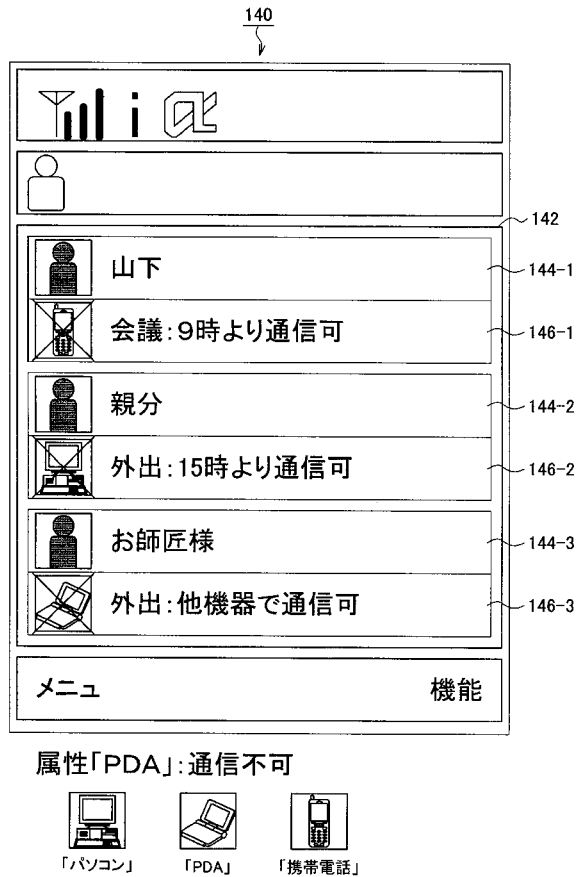 140
i α
142
山下
144-1
会議:9時より通信可
146-1
親分
144-2
外出:15時より通信可
146-2
お師匠様
144-3
外出:他機器で通信可
146-3
メニュ 機能
属性「PDA」:通信不可
「パソコン」 「PDA」 「携帯電話」